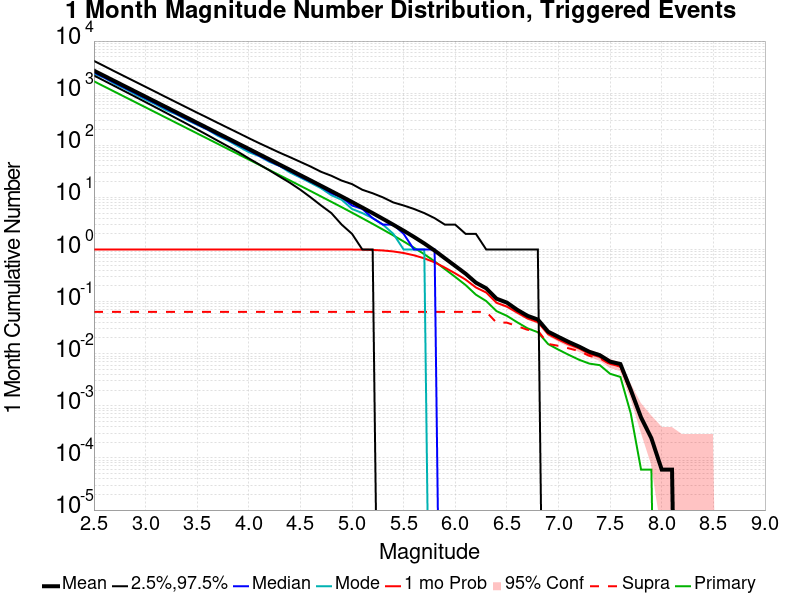 1 Month Magnitude Number Distribution, Triggered Events
1 Month Cumulative Number
10 4
10 3
10 2
10 1
10 0
10 -1
10 -2
10 -3
10 -4
10 -5
2.5 3.0 3.5 4.0 4.5 5.0 5.5 6.0 6.5 7.0 7.5 8.0 8.5 9.0
Magnitude
Mean 2.5%,97.5% Median Mode 1 mo Prob 95% Conf Supra Primary